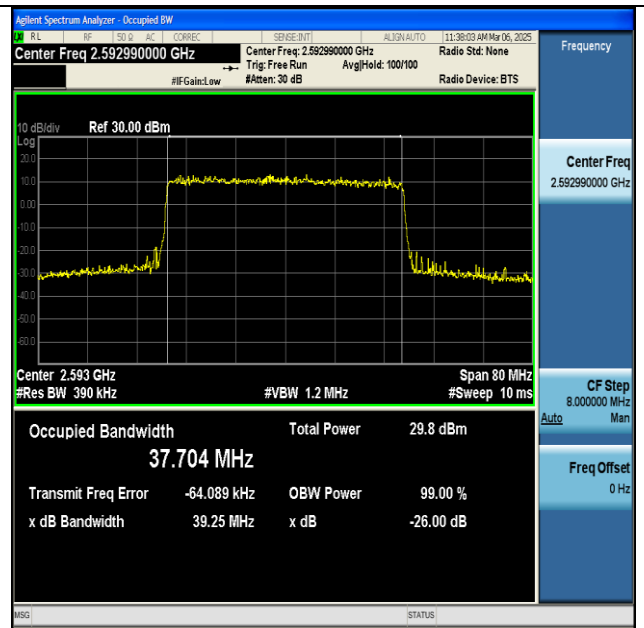 Agilent Spectrum Analyzer - Occupied BW
RL RF 50 Ω AC CORREC SENSE:INT ALIGN AUTO 11:38:03 AM Mar 06, 2025
Center Freq 2.592990000 GHz
Center Freq: 2.592990000 GHz
Radio Std: None
Trig: Free Run Avg|Hold: 100/100
#IFGain:Low #Atten: 30 dB Radio Device: BTS
10 dB/div Ref 30.00 dBm
Log
20.0
10.0
0.00
-10.0
-20.0
-30.0
-40.0
-50.0
-60.0
Center 2.593 GHz Span 80 MHz
#Res BW 390 kHz #VBW 1.2 MHz #Sweep 10 ms
Occupied Bandwidth Total Power 29.8 dBm
37.704 MHz
Transmit Freq Error -64.089 kHz OBW Power 99.00 %
x dB Bandwidth 39.25 MHz x dB -26.00 dB
Frequency
Center Freq
2.592990000 GHz
CF Step
8.000000 MHz
Auto Man
Freq Offset
0 Hz
MSG STATUS